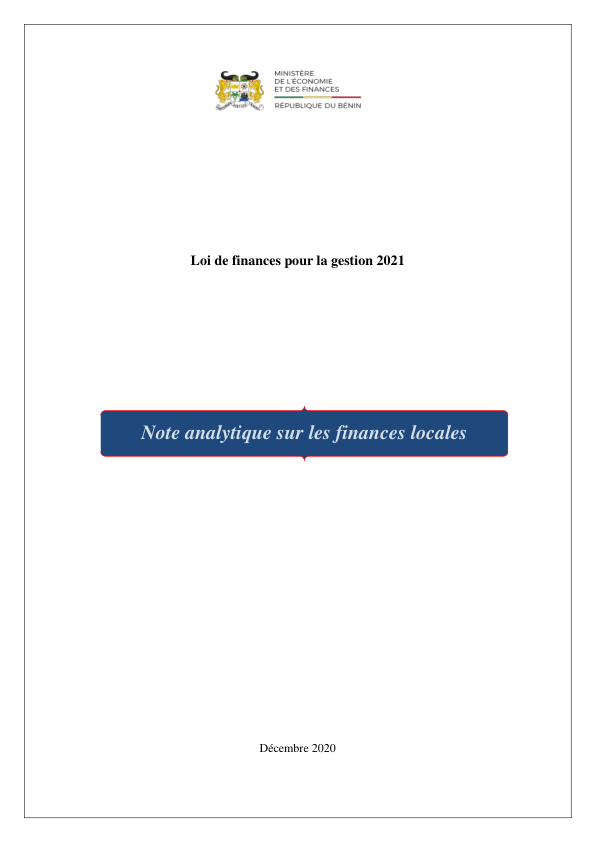 MINISTÈRE
DE L'ÉCONOMIE
ET DES FINANCES
RÉPUBLIQUE DU BÉNIN
Loi de finances pour la gestion 2021
Note analytique sur les finances locales
Décembre 2020